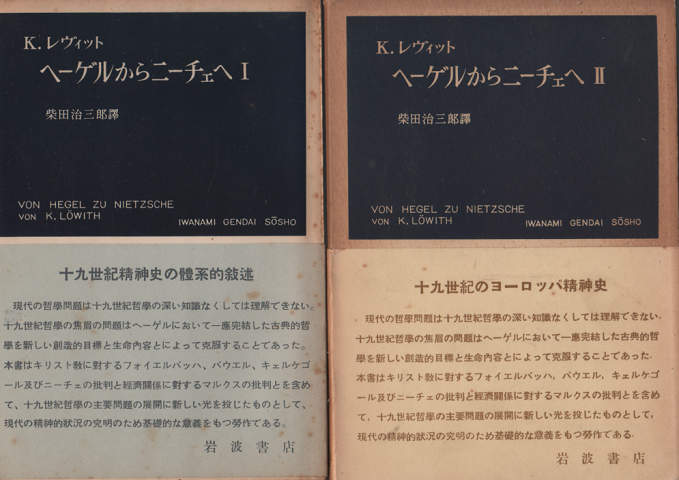 K. レヴィット
ヘーゲルからニーチェへ I
柴田治三郎譯
VON HEGEL ZU NIETZSCHE
VON K. LÖWITH
IWANAMI GENDAI SŌSHO
十九世紀精神史の體系的敍述
現代の哲學問題は十九世紀哲學の深い知識なくしては理解できない。
十九世紀哲學の焦眉の問題はヘーゲルにおいて一應完結した古典的哲
學を新しい創造的目標と生命内容とによって克服することであった。
本書はキリスト敎に對するフォイエルバッハ、バウエル、キェルケゴ
ール及びニーチェの批判と經濟關係に對するマルクスの批判とを含め
て、十九世紀哲學の主要問題の展開に新しい光を投じたものとして、
現代の精神的狀況の究明のため基礎的な意義をもつ勞作である。
岩波書店
K. レヴィット
ヘーゲルからニーチェへ II
柴田治三郎譯
VON HEGEL ZU NIETZSCHE
VON K. LÖWITH
IWANAMI GENDAI SŌSHO
十九世紀のヨーロッパ精神史
現代の哲學問題は十九世紀哲學の深い知識なくしては理解できない.
十九世紀哲學の焦眉の問題はヘーゲルにおいて一應完結した古典的哲
學を新しい創造的目標と生命内容とによって克服することであった.
本書はキリスト敎に對するフォイエルバッハ, バウエル, キェルケゴ
ール及びニーチェの批判と經濟關係に對するマルクスの批判とを含め
て, 十九世紀哲學の主要問題の展開に新しい光を投じたものとして,
現代の精神的狀況の究明のため基礎的な意義をもつ勞作である.
岩波書店